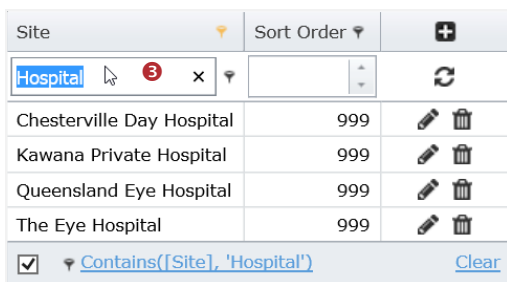 Site Sort Order
Hospital 3
Chesterville Day Hospital 999
Kawana Private Hospital 999
Queensland Eye Hospital 999
The Eye Hospital 999
Contains([Site], 'Hospital') Clear